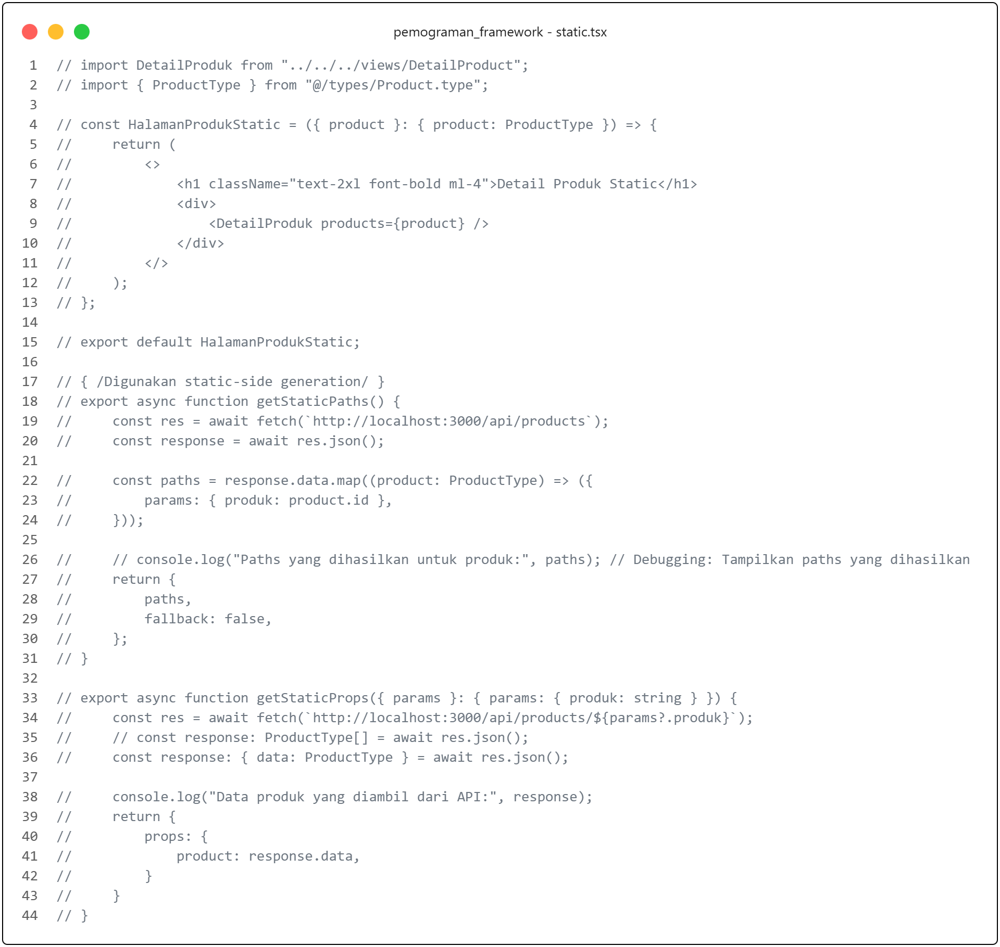 pemograman_framework - static.tsx
1 // import DetailProduk from "../../../views/DetailProduct";
2 // import { ProductType } from "@/types/Product.type";
3
4 // const HalamanProdukStatic = ({ product }: { product: ProductType }) => {
5 //     return (
6 //         <>
7 //             <h1 className="text-2xl font-bold ml-4">Detail Produk Static</h1>
8 //             <div>
9 //                 <DetailProduk products={product} />
10 //             </div>
11 //         </>
12 //     );
13 // };
14
15 // export default HalamanProdukStatic;
16
17 // { /Digunakan static-side generation/ }
18 // export async function getStaticPaths() {
19 //     const res = await fetch(`http://localhost:3000/api/products`);
20 //     const response = await res.json();
21
22 //     const paths = response.data.map((product: ProductType) => ({
23 //         params: { produk: product.id },
24 //     }));
25
26 //     // console.log("Paths yang dihasilkan untuk produk:", paths); // Debugging: Tampilkan paths yang dihasilkan
27 //     return {
28 //         paths,
29 //         fallback: false,
30 //     };
31 // }
32
33 // export async function getStaticProps({ params }: { params: { produk: string } }) {
34 //     const res = await fetch(`http://localhost:3000/api/products/${params?.produk}`);
35 //     // const response: ProductType[] = await res.json();
36 //     const response: { data: ProductType } = await res.json();
37
38 //     console.log("Data produk yang diambil dari API:", response);
39 //     return {
40 //         props: {
41 //             product: response.data,
42 //         }
43 //     }
44 // }